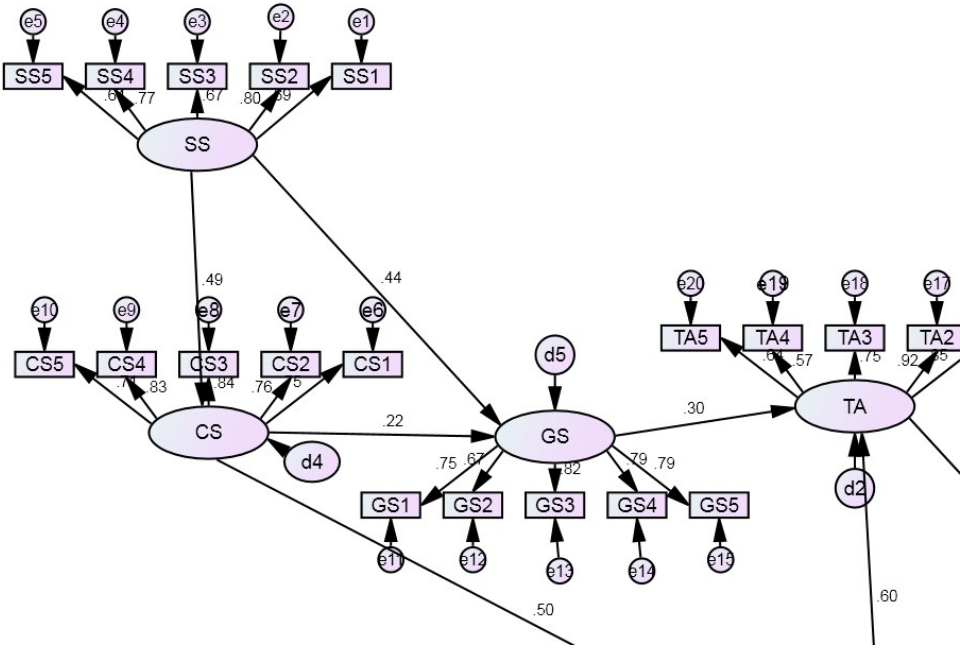 e5 e4 e3 e2 e1
SS5 SS4 SS3 SS2 SS1
.77 .67 .80
SS
.49 .44
e10 e9 e8 e7 e6
e20 e19 e18 e17
CS5 CS4 CS3 CS2 CS1
TA5 TA4 TA3 TA2
.83 .84 .76
.57 .75 .92
d5
CS
.22
GS
.30
TA
d4
.75 .67 .82 .79 .79
d2
GS1 GS2 GS3 GS4 GS5
e11 e12 e13 e14 e15
.50
.60